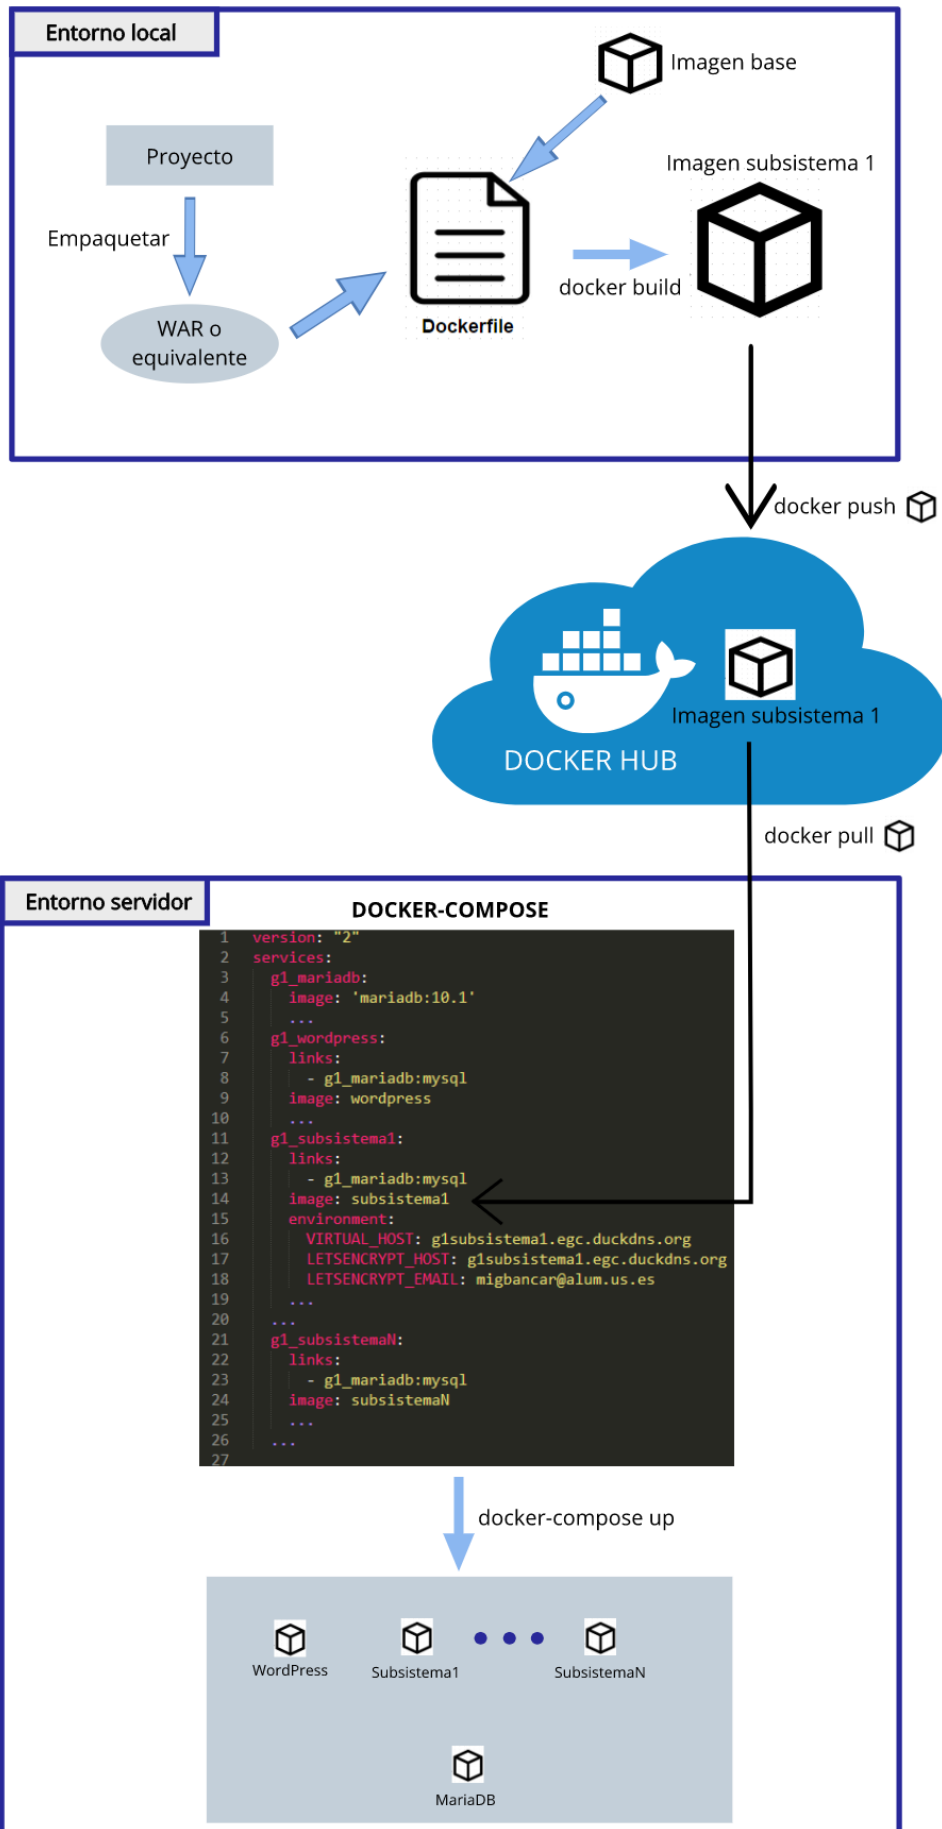 Entorno local
Imagen base
Proyecto
Imagen subsistema 1
Empaquetar
docker build
WAR o
equivalente
Dockerfile
docker push
Imagen subsistema 1
DOCKER HUB
docker pull
Entorno servidor
DOCKER-COMPOSE
1 version: "2"
2 services:
3 g1_mariadb:
4 image: 'mariadb:10.1'
5 ...
6 g1_wordpress:
7 links:
8 - g1_mariadb:mysql
9 image: wordpress
10 ...
11 g1_subsistema1:
12 links:
13 - g1_mariadb:mysql
14 image: subsistema1
15 environment:
16 VIRTUAL_HOST: g1subsistema1.egc.duckdns.org
17 LETSENCRYPT_HOST: g1subsistema1.egc.duckdns.org
18 LETSENCRYPT_EMAIL: migbancar@alum.us.es
19 ...
20 ...
21 g1_subsistemaN:
22 links:
23 - g1_mariadb:mysql
24 image: subsistemaN
25 ...
26 ...
27
docker-compose up
WordPress
Subsistema1
SubsistemaN
MariaDB